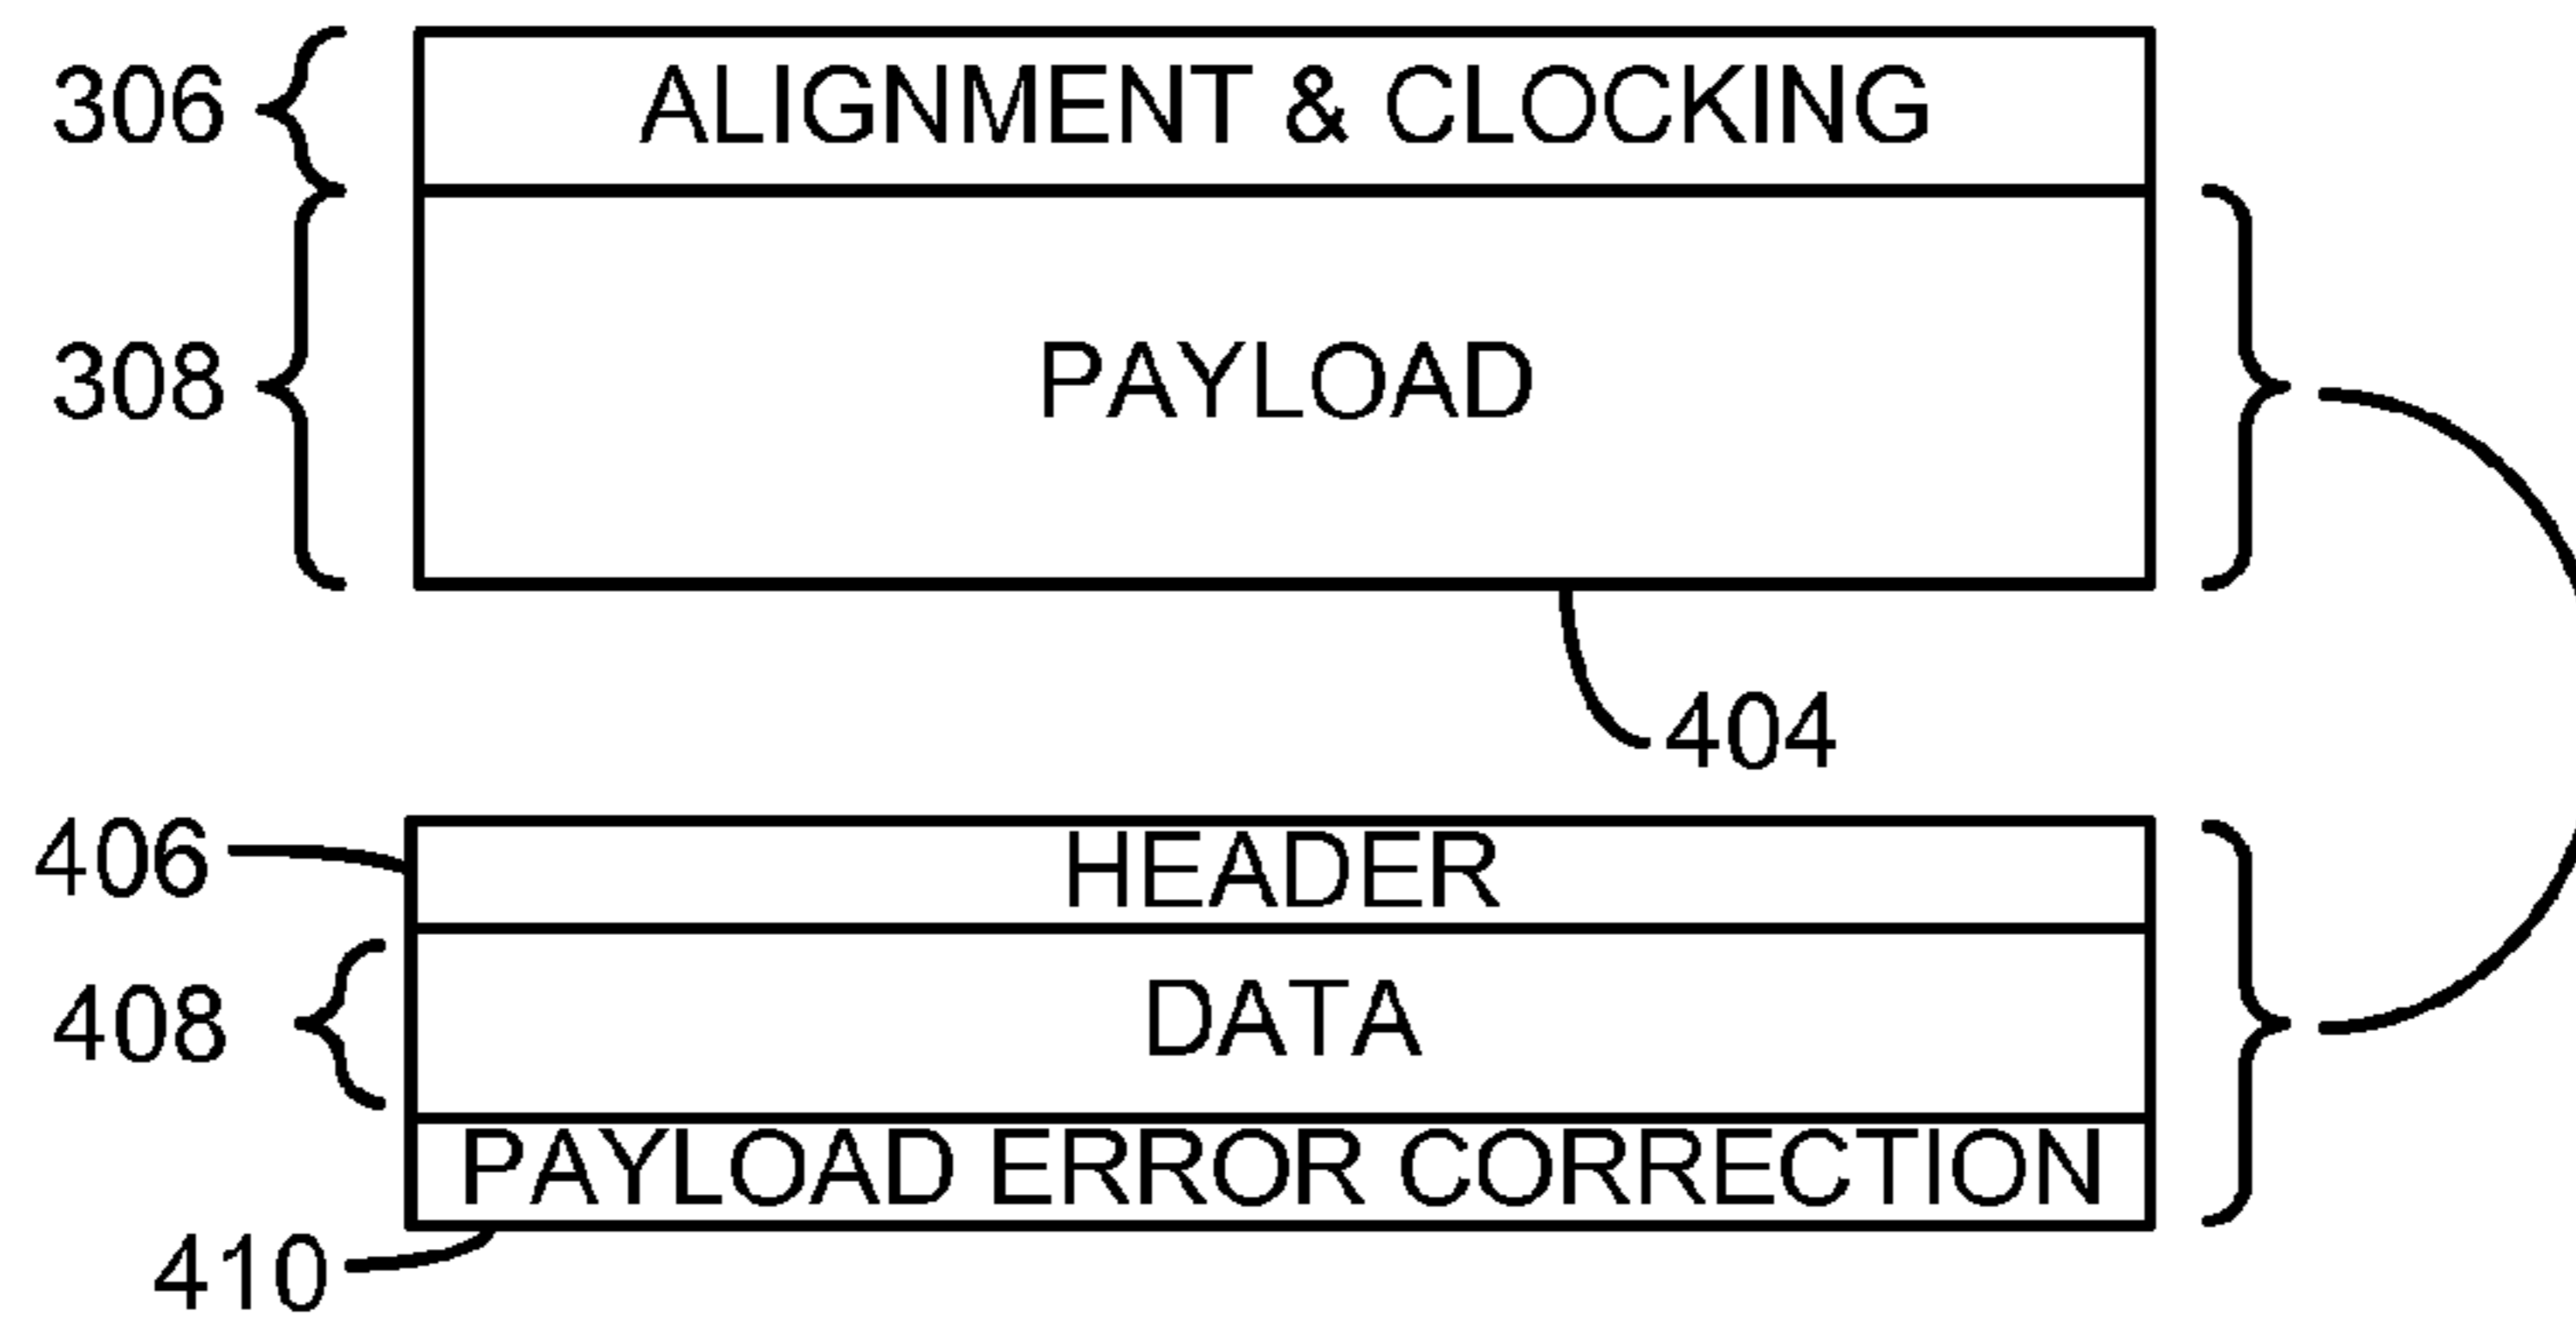 306 ALIGNMENT & CLOCKING
308 PAYLOAD
404
406 HEADER
408 DATA
PAYLOAD ERROR CORRECTION
410